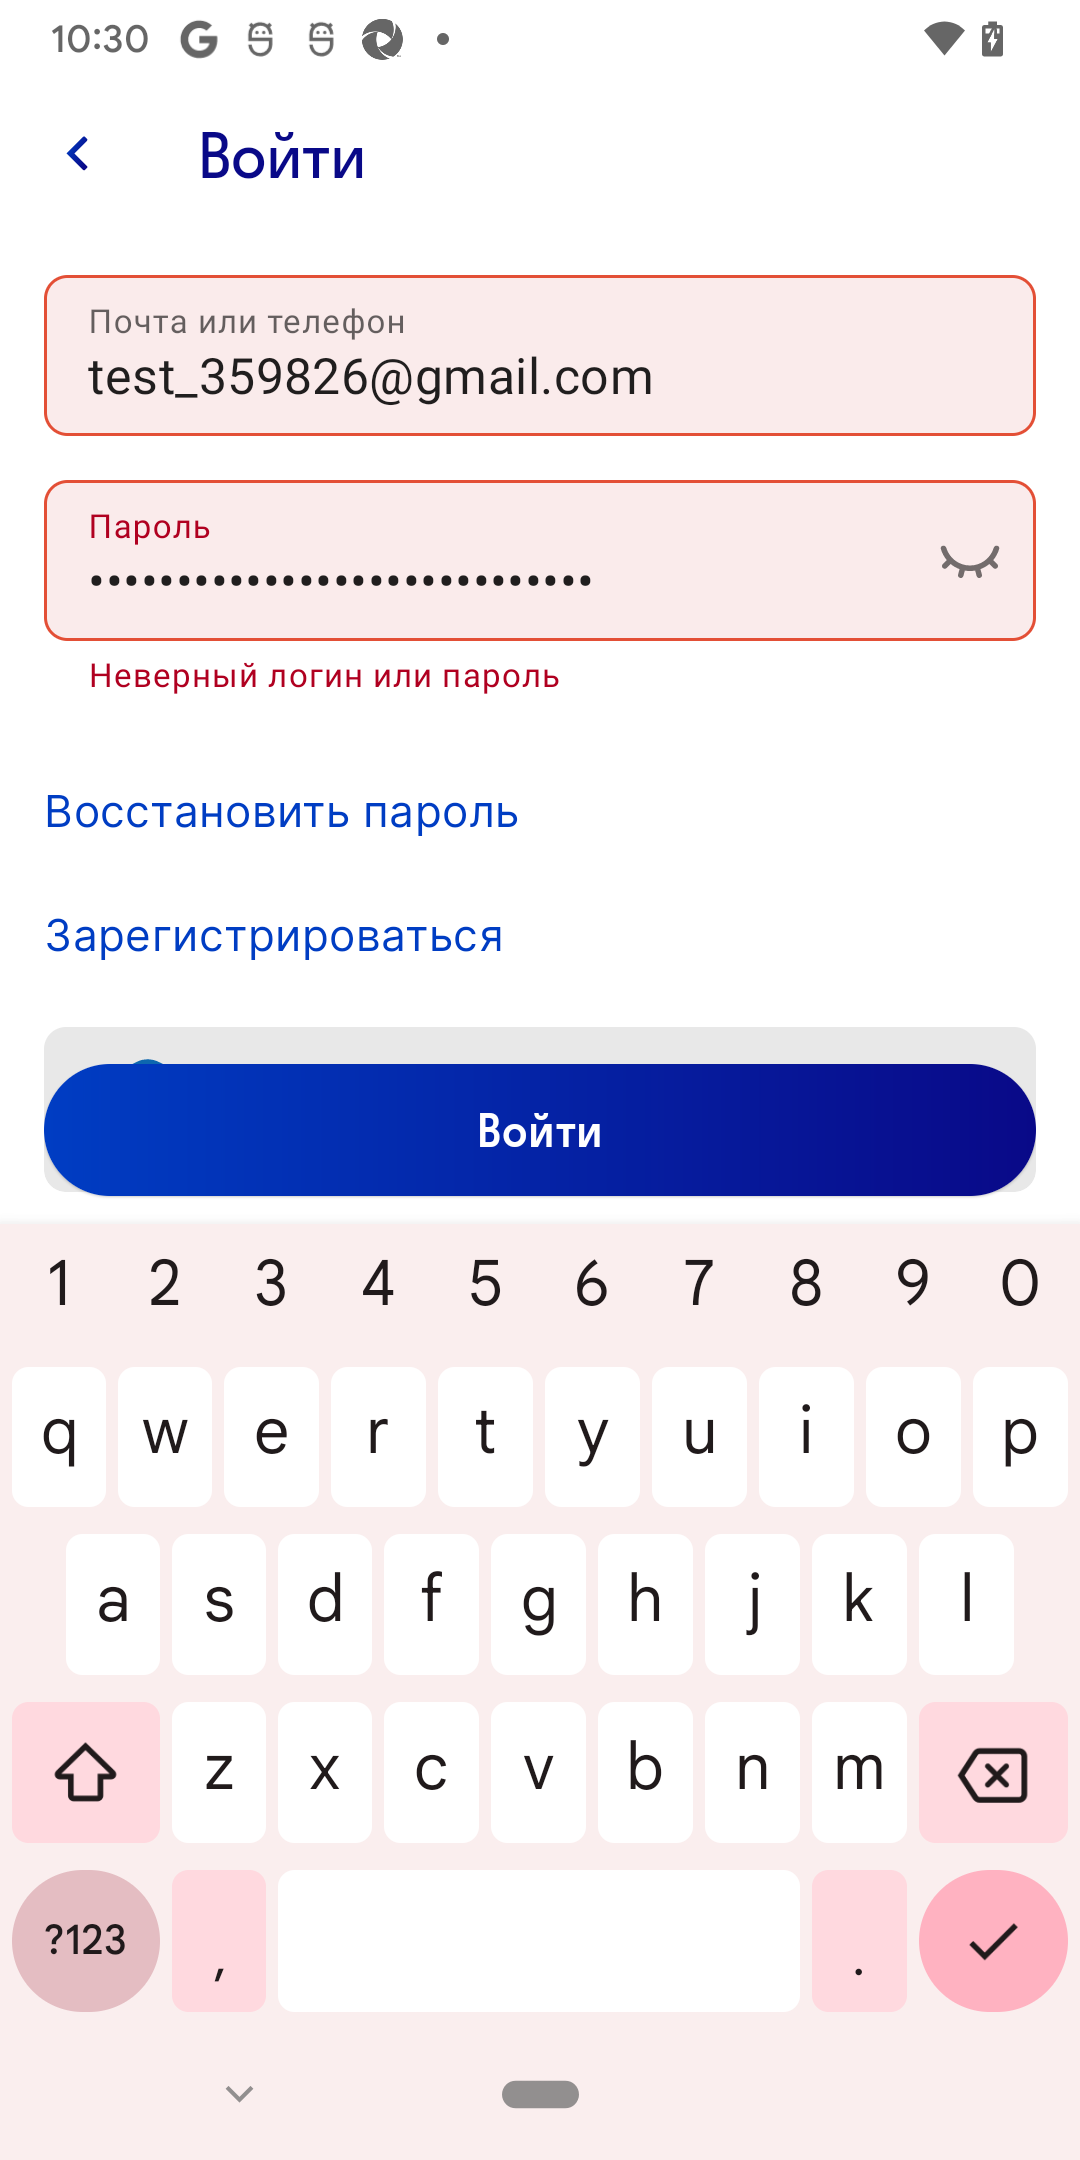 10:30
Войти
Почта или телефон
test_359826@gmail.com
Пароль
•••••••••••••••••••••••••••••
Неверный логин или пароль
Восстановить пароль
Зарегистрироваться
Войти
1 2 3 4 5 6 7 8 9 0
q w e r t y u i o p
a s d f g h j k l
z x c v b n m
?123 , .